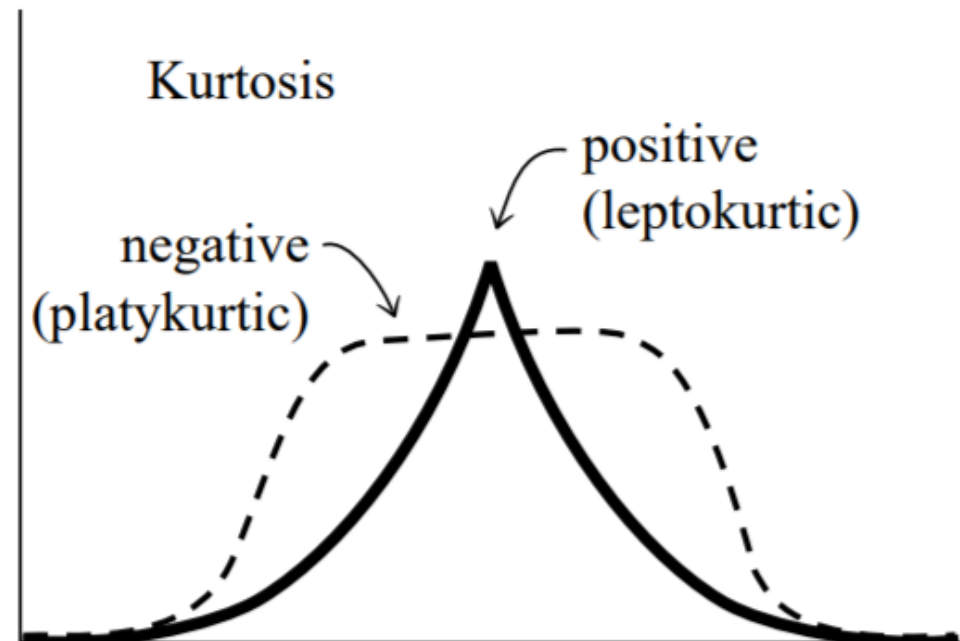 Kurtosis
positive
(leptokurtic)
negative
(platykurtic)